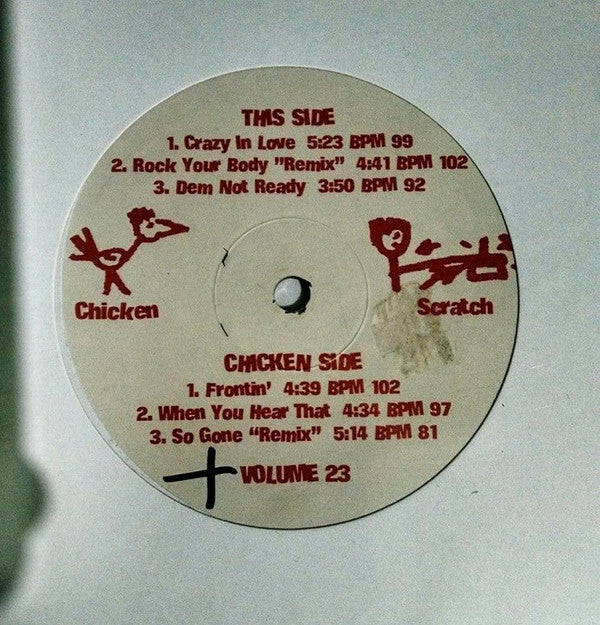 THIS SIDE
1. Crazy In Love 5:23 BPM 99
2. Rock Your Body "Remix" 4:41 BPM 102
3. Dem Not Ready 3:50 BPM 92
Chicken
Scratch
CHICKEN SIDE
1. Frontin' 4:39 BPM 102
2. When You Hear That 4:34 BPM 97
3. So Gone "Remix" 5:14 BPM 81
VOLUME 23